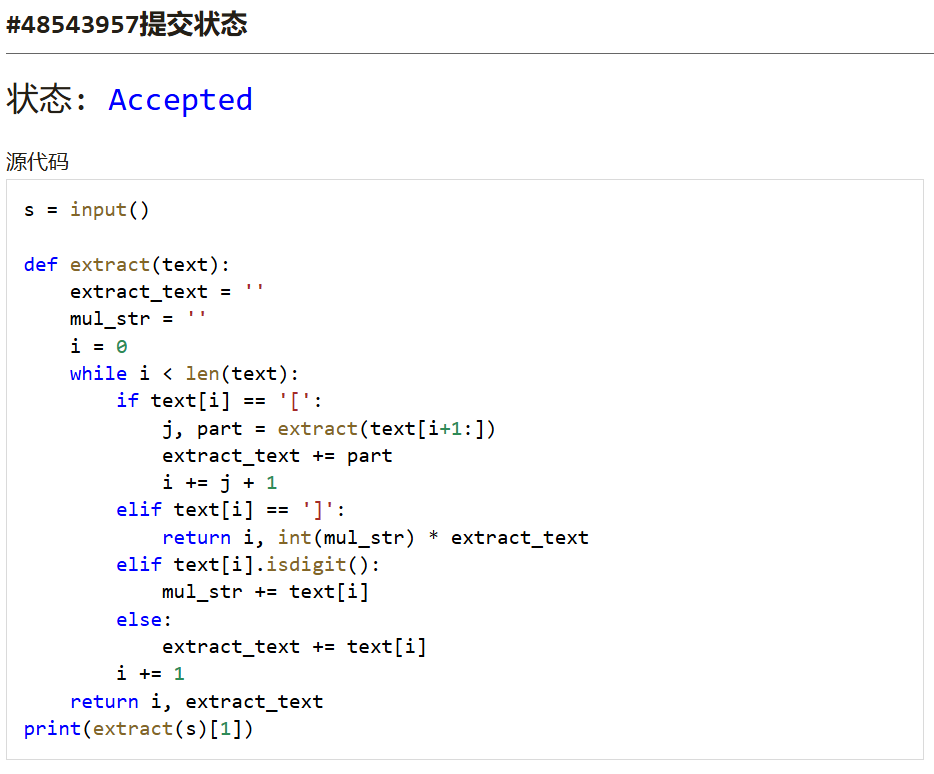 #48543957提交状态
状态: Accepted
源代码
s = input()

def extract(text):
    extract_text = ''
    mul_str = ''
    i = 0
    while i < len(text):
        if text[i] == '[':
            j, part = extract(text[i+1:])
            extract_text += part
            i += j + 1
        elif text[i] == ']':
            return i, int(mul_str) * extract_text
        elif text[i].isdigit():
            mul_str += text[i]
        else:
            extract_text += text[i]
        i += 1
    return i, extract_text
print(extract(s)[1])